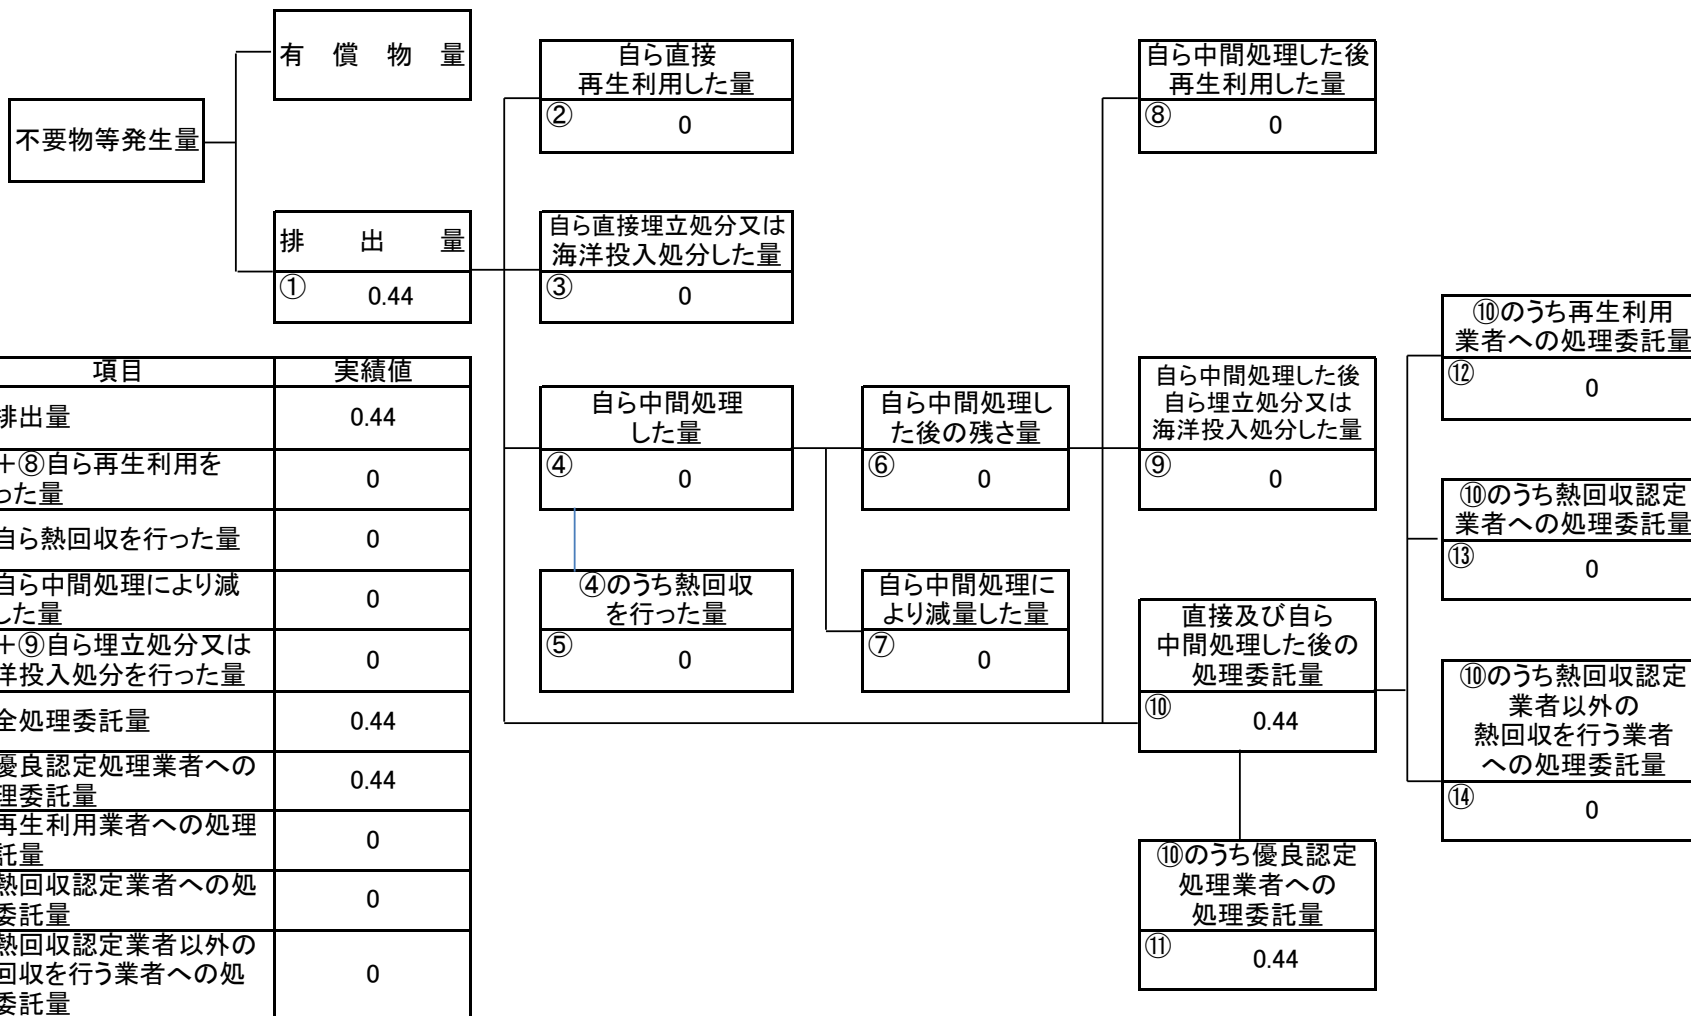 有償物量
不要物等発生量
排出量
① 0.44
自ら直接
再生利用した量
② 0
自ら直接埋立処分又は
海洋投入処分した量
③ 0
自ら中間処理
した量
④ 0
④のうち熱回収
を行った量
⑤ 0
自ら中間処理し
た後の残さ量
⑥ 0
自ら中間処理に
より減量した量
⑦ 0
自ら中間処理した後
再生利用した量
⑧ 0
自ら中間処理した後
自ら埋立処分又は
海洋投入処分した量
⑨ 0
直接及び自ら
中間処理した後の
処理委託量
⑩ 0.44
⑩のうち優良認定
処理業者への
処理委託量
⑪ 0.44
⑩のうち再生利用
業者への処理委託量
⑫ 0
⑩のうち熱回収認定
業者への処理委託量
⑬ 0
⑩のうち熱回収認定
業者以外の
熱回収を行う業者
への処理委託量
⑭ 0
項目 実績値
排出量 0.44
+⑧自ら再生利用を
った量 0
自ら熱回収を行った量 0
自ら中間処理により減
した量 0
+⑨自ら埋立処分又は
洋投入処分を行った量 0
全処理委託量 0.44
優良認定処理業者への
理委託量 0.44
再生利用業者への処理
託量 0
熱回収認定業者への処
委託量 0
熱回収認定業者以外の
回収を行う業者への処
委託量 0